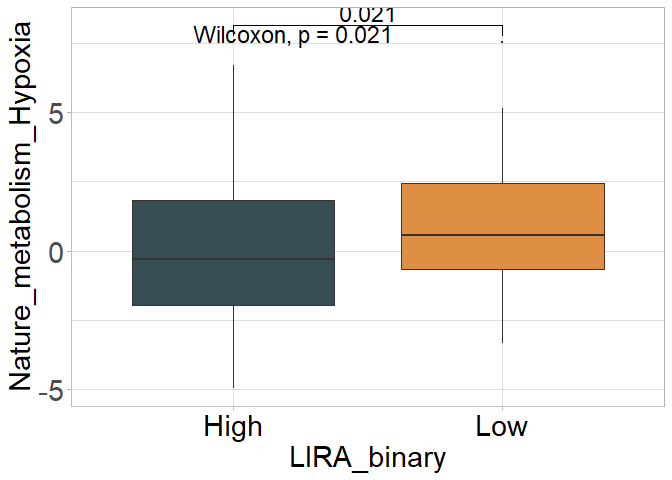 0.021
Wilcoxon, p = 0.021
Nature_metabolism_Hypoxia
5
0
-5
High Low
LIRA_binary